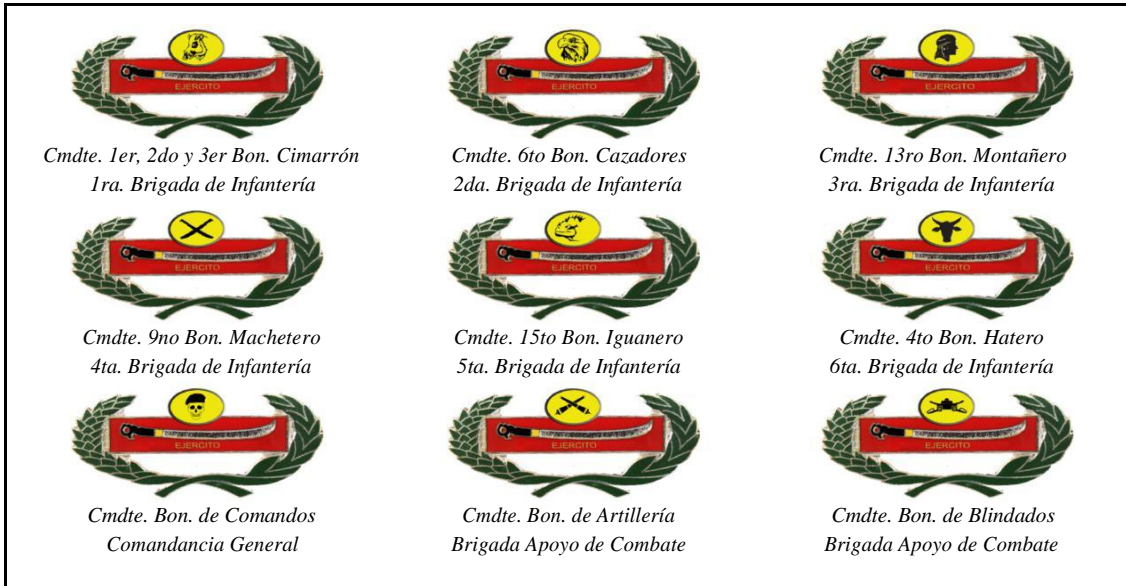 EJERCITO
EJERCITO
EJERCITO
Cmdte. 1er, 2do y 3er Bon. Cimarrón
1ra. Brigada de Infantería
Cmdte. 6to Bon. Cazadores
2da. Brigada de Infantería
Cmdte. 13ro Bon. Montañero
3ra. Brigada de Infantería
EJERCITO
EJERCITO
EJERCITO
Cmdte. 9no Bon. Machetero
4ta. Brigada de Infantería
Cmdte. 15to Bon. Iguanero
5ta. Brigada de Infantería
Cmdte. 4to Bon. Hatero
6ta. Brigada de Infantería
EJERCITO
EJERCITO
EJERCITO
Cmdte. Bon. de Comandos
Comandancia General
Cmdte. Bon. de Artillería
Brigada Apoyo de Combate
Cmdte. Bon. de Blindados
Brigada Apoyo de Combate